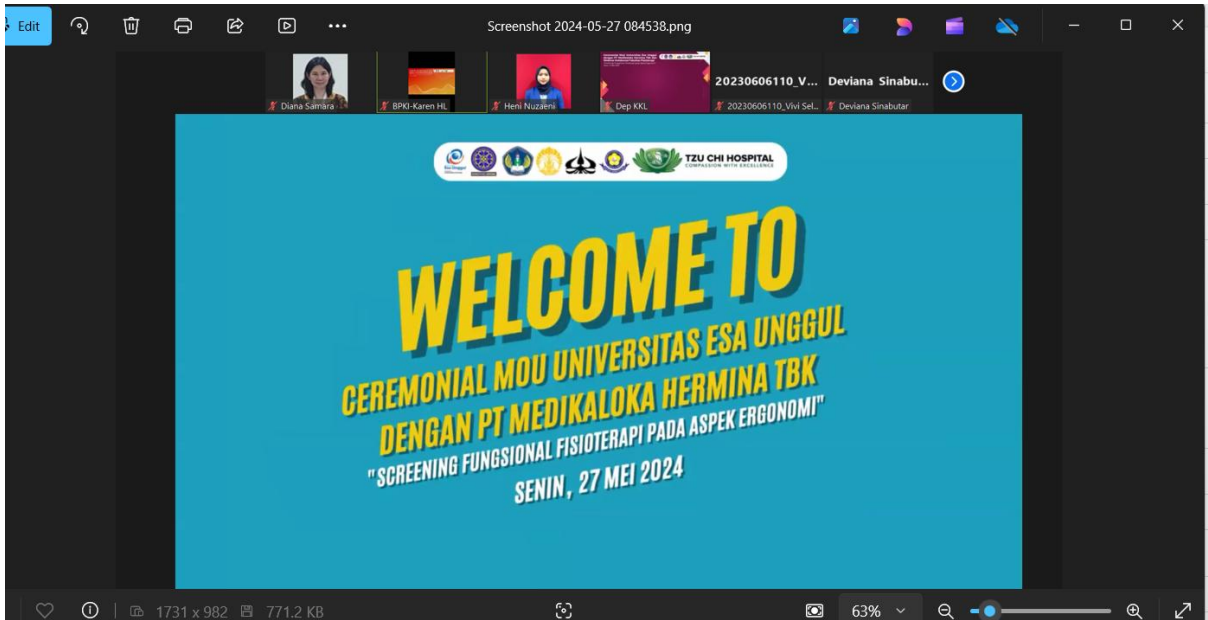 Edit
Screenshot 2024-05-27 084538.png
20230606110_V...
Deviana Sinabu...
Diana Samara
BPKI-Karen HL
Heni Nuzaeni
Dep KKL
20230606110_Vivi Sel...
Deviana Sinabutar
TZU CHI HOSPITAL
COMPASSION WITH EXCELLENCE
WELCOME TO
CEREMONIAL MOU UNIVERSITAS ESA UNGGUL
DENGAN PT MEDIKALOKA HERMINA TBK
"SCREENING FUNGSIONAL FISIOTERAPI PADA ASPEK ERGONOMI"
SENIN, 27 MEI 2024
1731 x 982
771.2 KB
63%